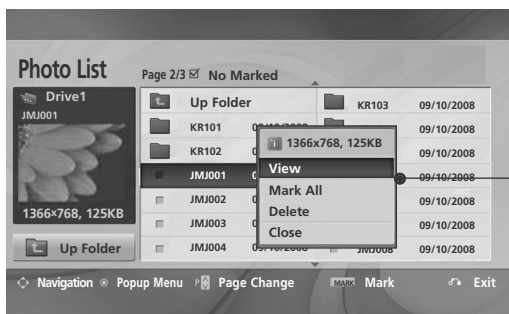 Photo List
Page 2/3 No Marked
Drive1
JMJ001
1366×768, 125KB
Up Folder
Up Folder
KR101
KR102
JMJ001
JMJ002
JMJ003
JMJ004
KR103 09/10/2008
09/10/2008
09/10/2008
09/10/2008
09/10/2008
09/10/2008
JMJ008 09/10/2008
1366x768, 125KB
View
Mark All
Delete
Close
Navigation Popup Menu P Page Change MARK Mark Exit